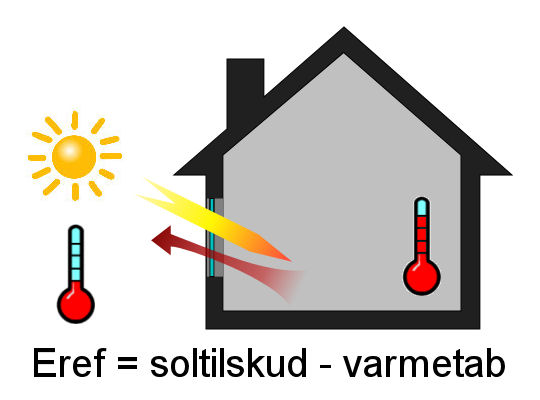 Eref = soltilskud - varmetab